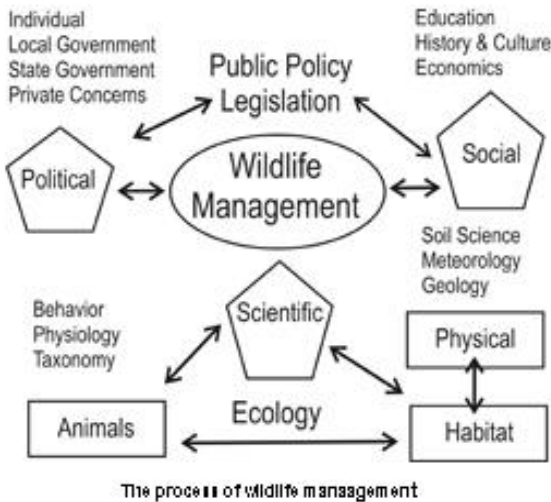 Individual
Local Government
State Government
Private Concerns
Education
History & Culture
Economics
Public Policy
Legislation
Political
Wildlife
Management
Social
Soil Science
Meteorology
Geology
Behavior
Physiology
Taxonomy
Scientific
Physical
Animals
Ecology
Habitat
The process of wildlife mansagement